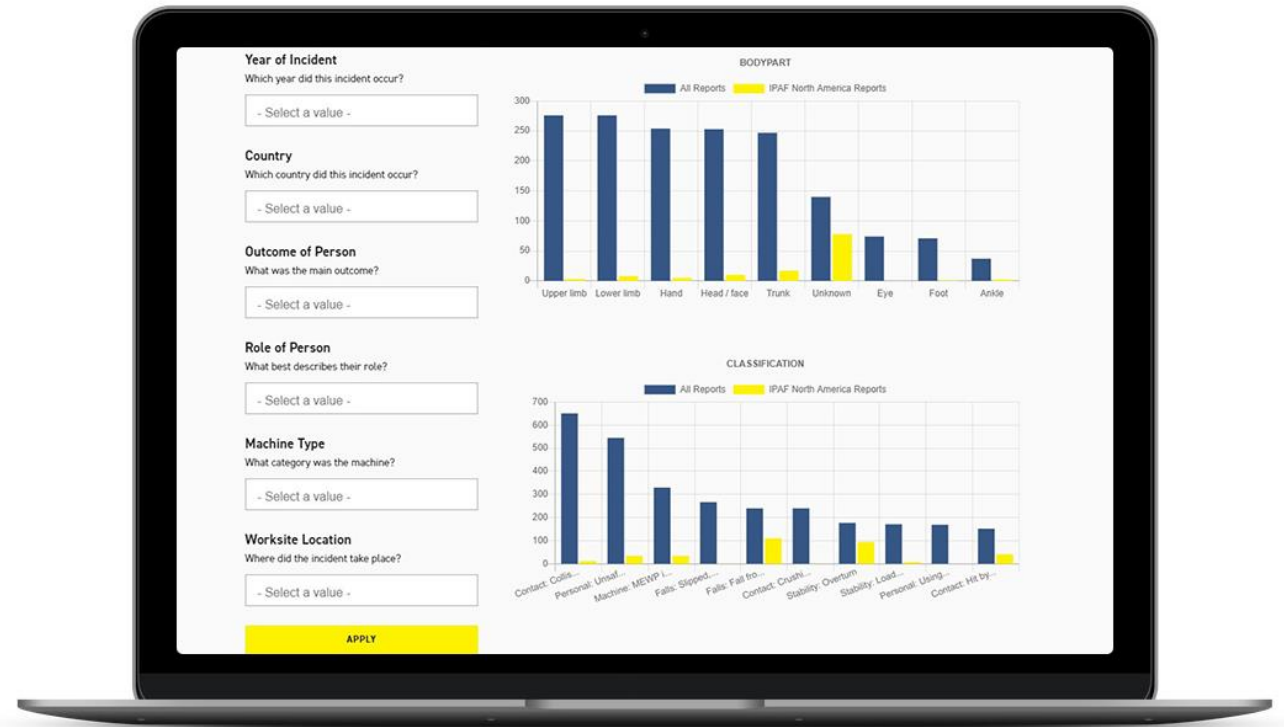 Year of Incident
Which year did this incident occur?
- Select a value -
Country
Which country did this incident occur?
- Select a value -
Outcome of Person
What was the main outcome?
- Select a value -
Role of Person
What best describes their role?
- Select a value -
Machine Type
What category was the machine?
- Select a value -
Worksite Location
Where did the incident take place?
- Select a value -
APPLY
BODYPART
All Reports IPAF North America Reports
300
250
200
150
100
50
0
Upper limb Lower limb Hand Head / face Trunk Unknown Eye Foot Ankle
CLASSIFICATION
All Reports IPAF North America Reports
700
600
500
400
300
200
100
0
Contact: Collis... Personal: Unsaf... Machine: MEWP i... Falls: Slipped,... Falls: Fall fro... Contact: Crushi... Stability: Overturn Stability: Load... Personal: Using... Contact: Hit by...